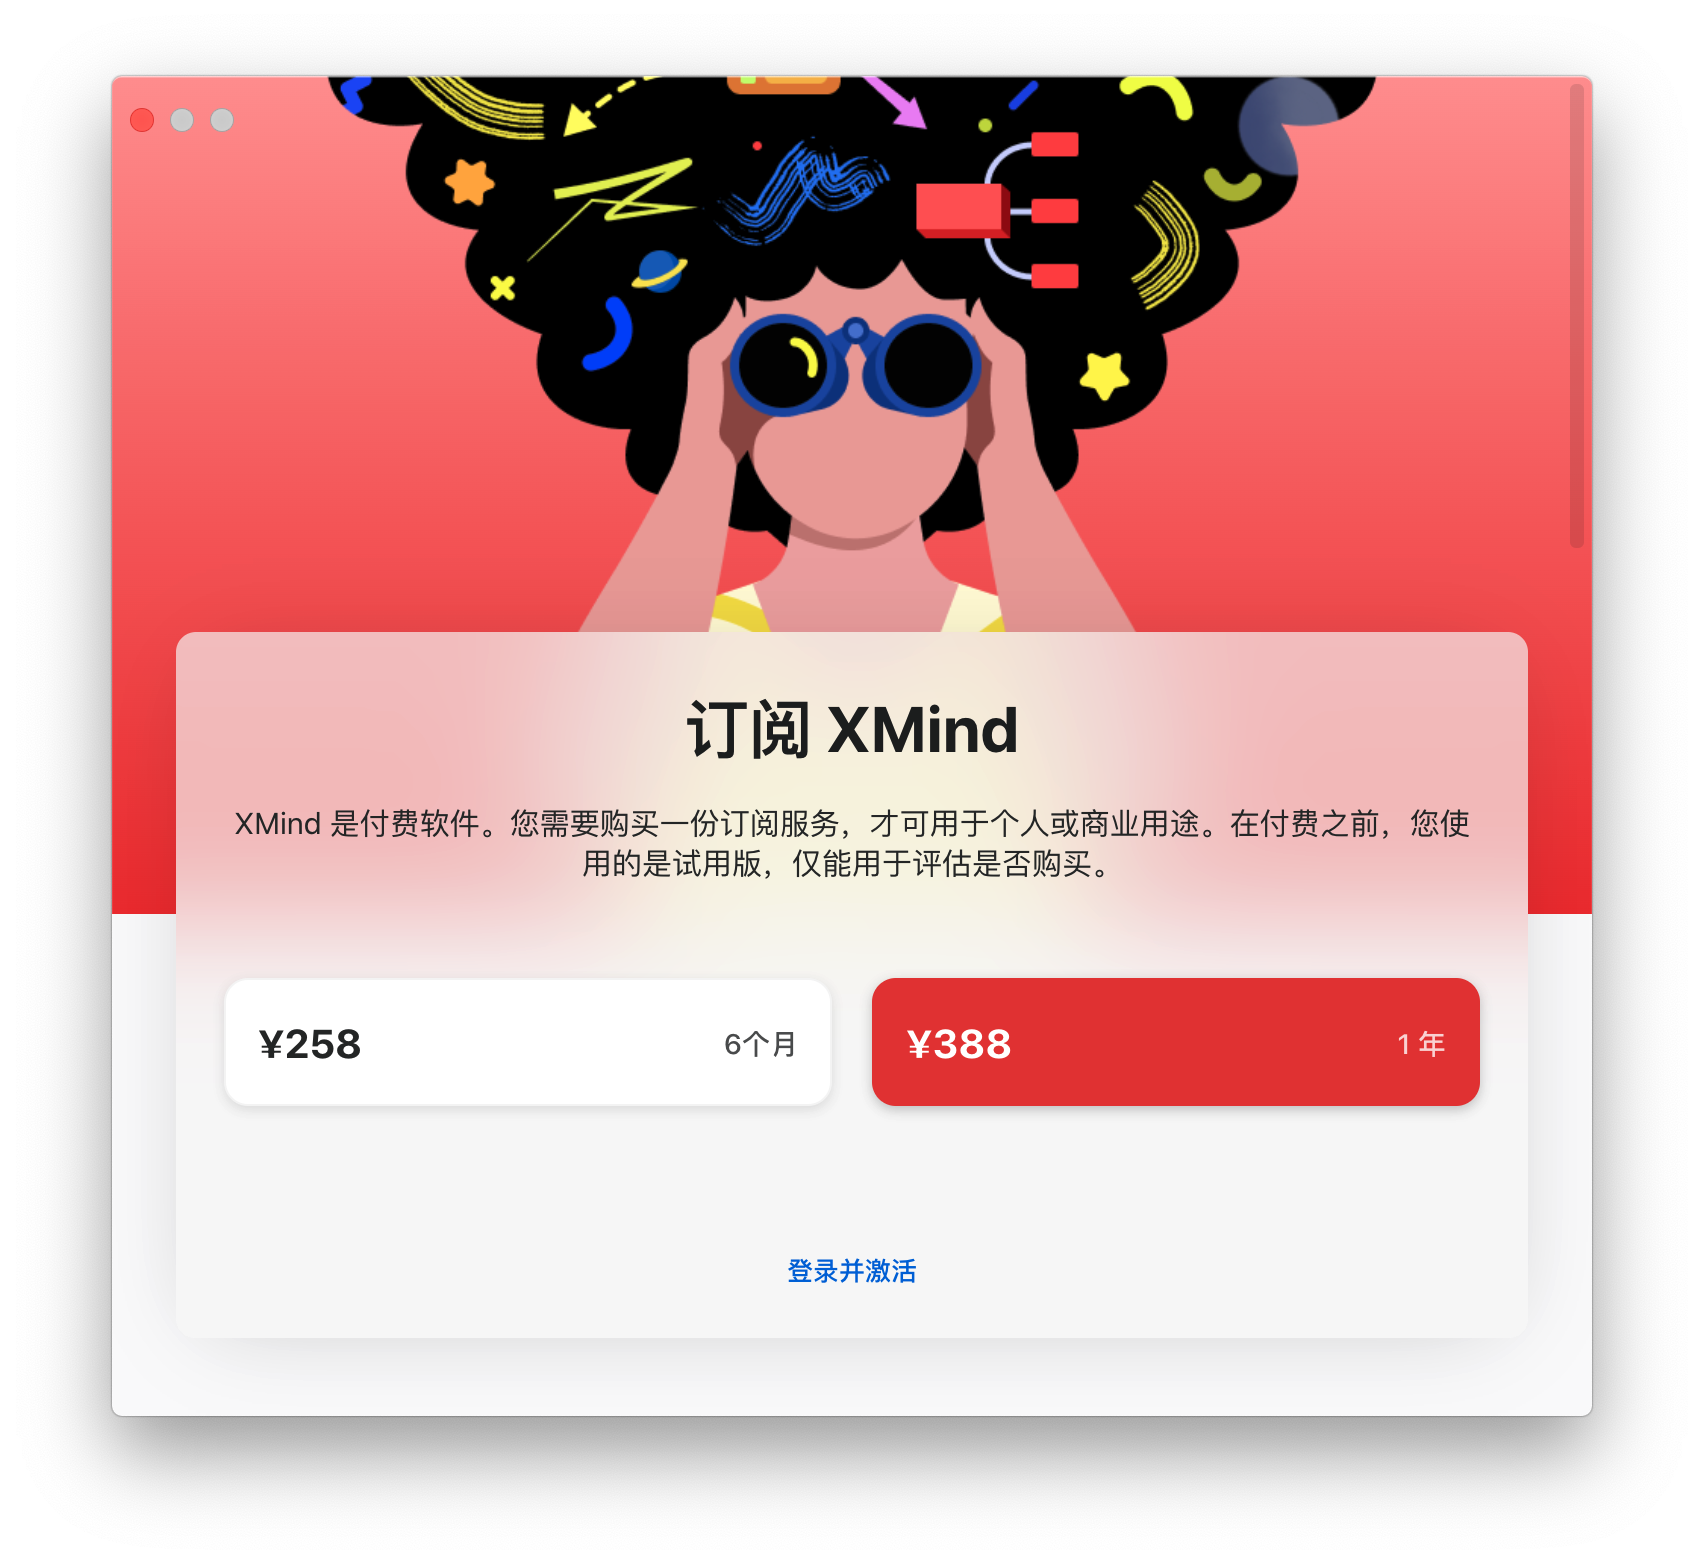 订阅 XMind
XMind 是付费软件。您需要购买一份订阅服务，才可用于个人或商业用途。在付费之前，您使
用的是试用版，仅能用于评估是否购买。
¥258
6个月
¥388
1 年
登录并激活